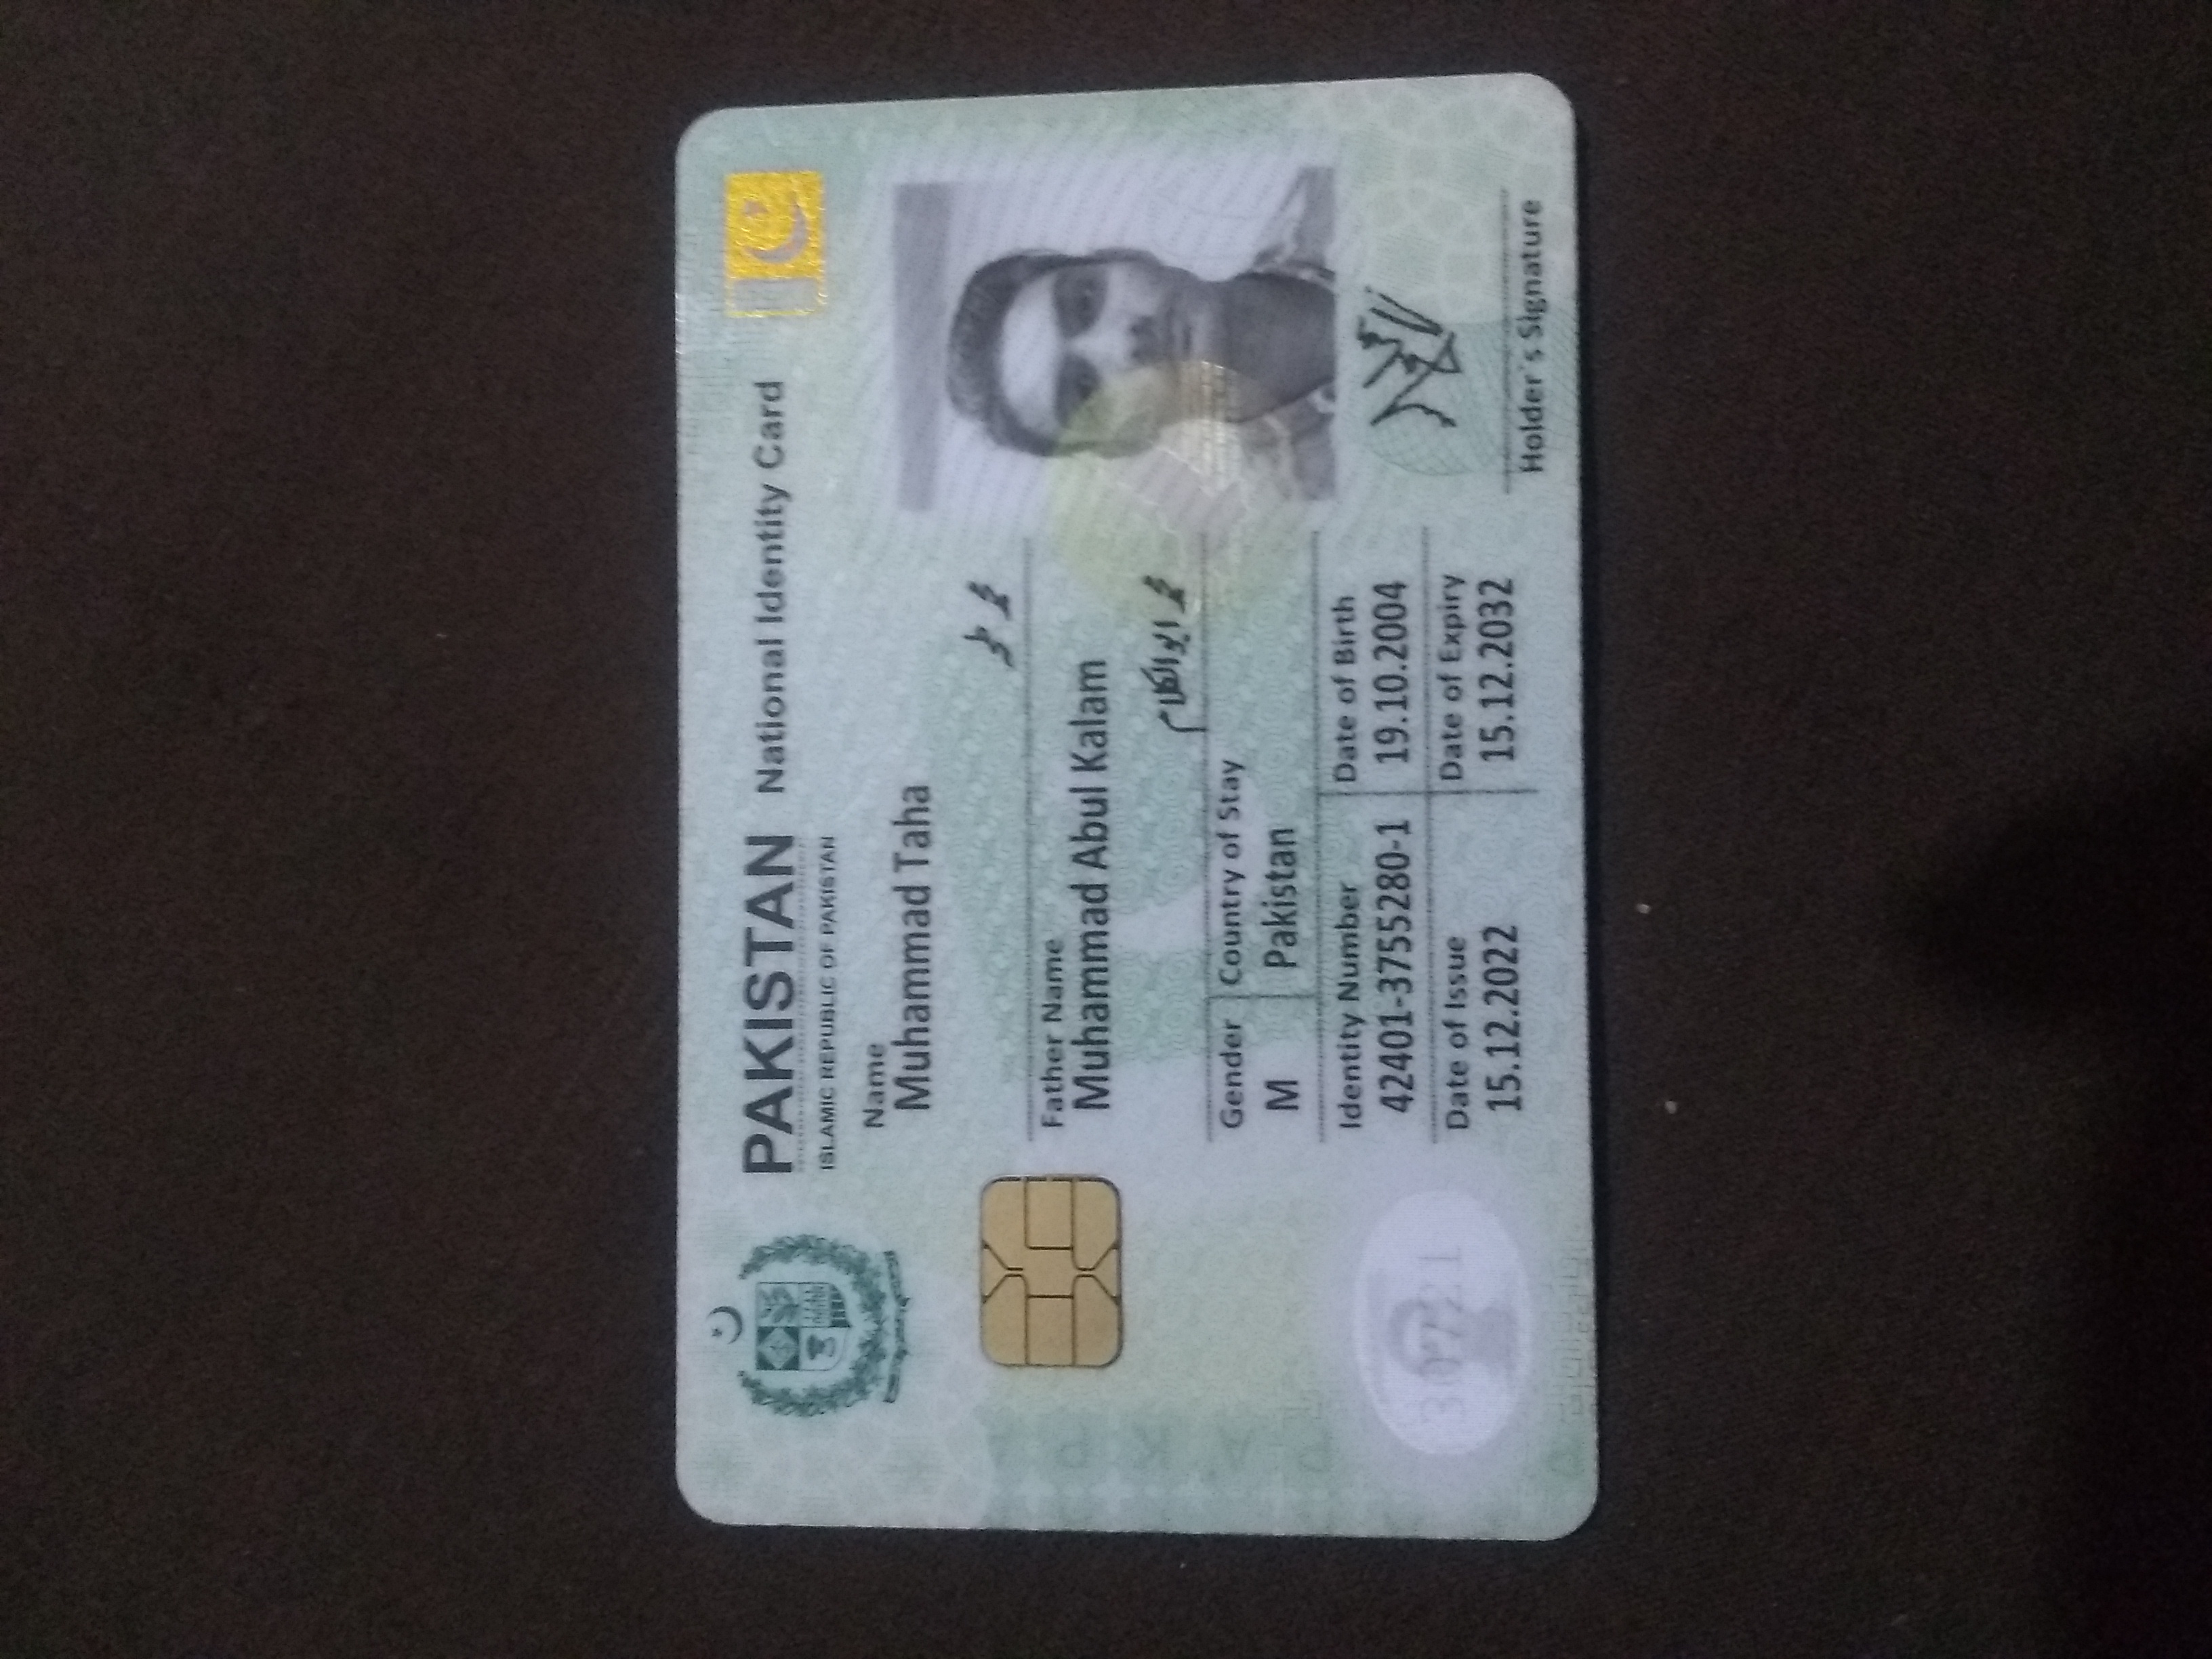 PAKISTAN National Identity Card
ISLAMIC REPUBLIC OF PAKISTAN
Name
Muhammad Taha
محمد طہ
Father Name
Muhammad Abul Kalam
محمد ابوالکلام
Gender Country of Stay
M Pakistan
Identity Number Date of Birth
42401-3755280-1 19.10.2004
Date of Issue Date of Expiry
15.12.2022 15.12.2032
Holder's Signature